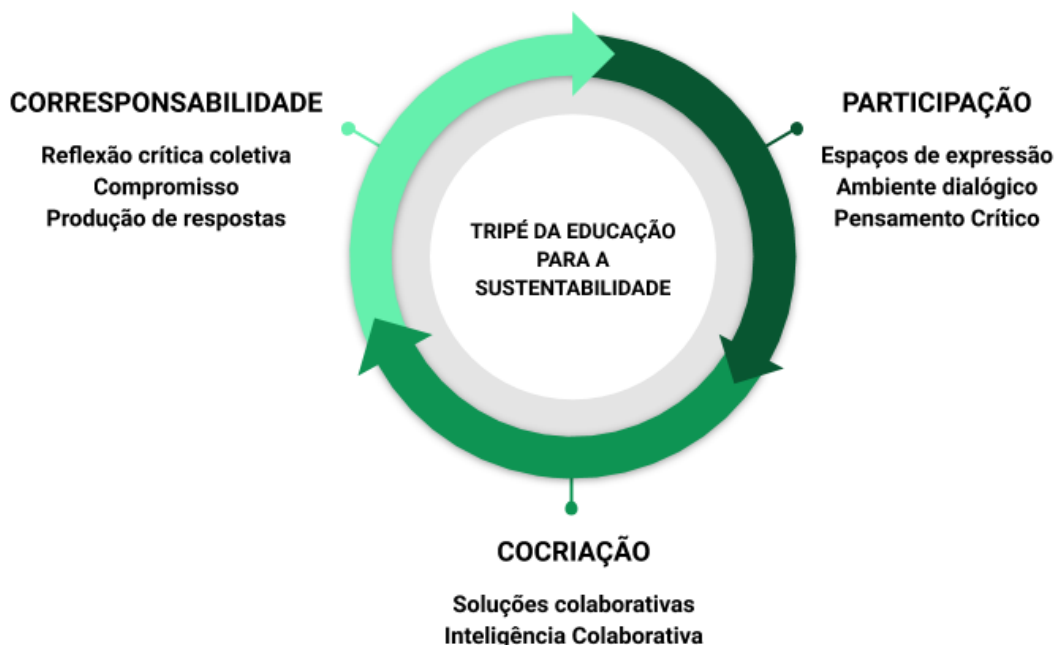 CORRESPONSABILIDADE
Reflexão crítica coletiva
Compromisso
Produção de respostas
PARTICIPAÇÃO
Espaços de expressão
Ambiente dialógico
Pensamento Crítico
TRIPÉ DA EDUCAÇÃO
PARA A
SUSTENTABILIDADE
COCRIAÇÃO
Soluções colaborativas
Inteligência Colaborativa